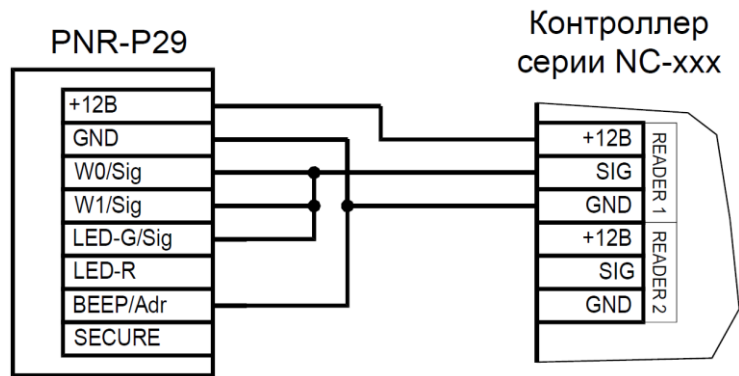 PNR-P29
+12В
GND
W0/Sig
W1/Sig
LED-G/Sig
LED-R
BEEP/Adr
SECURE
Контроллер
серии NC-xxx
+12В
SIG
GND
READER 1
+12В
SIG
GND
READER 2